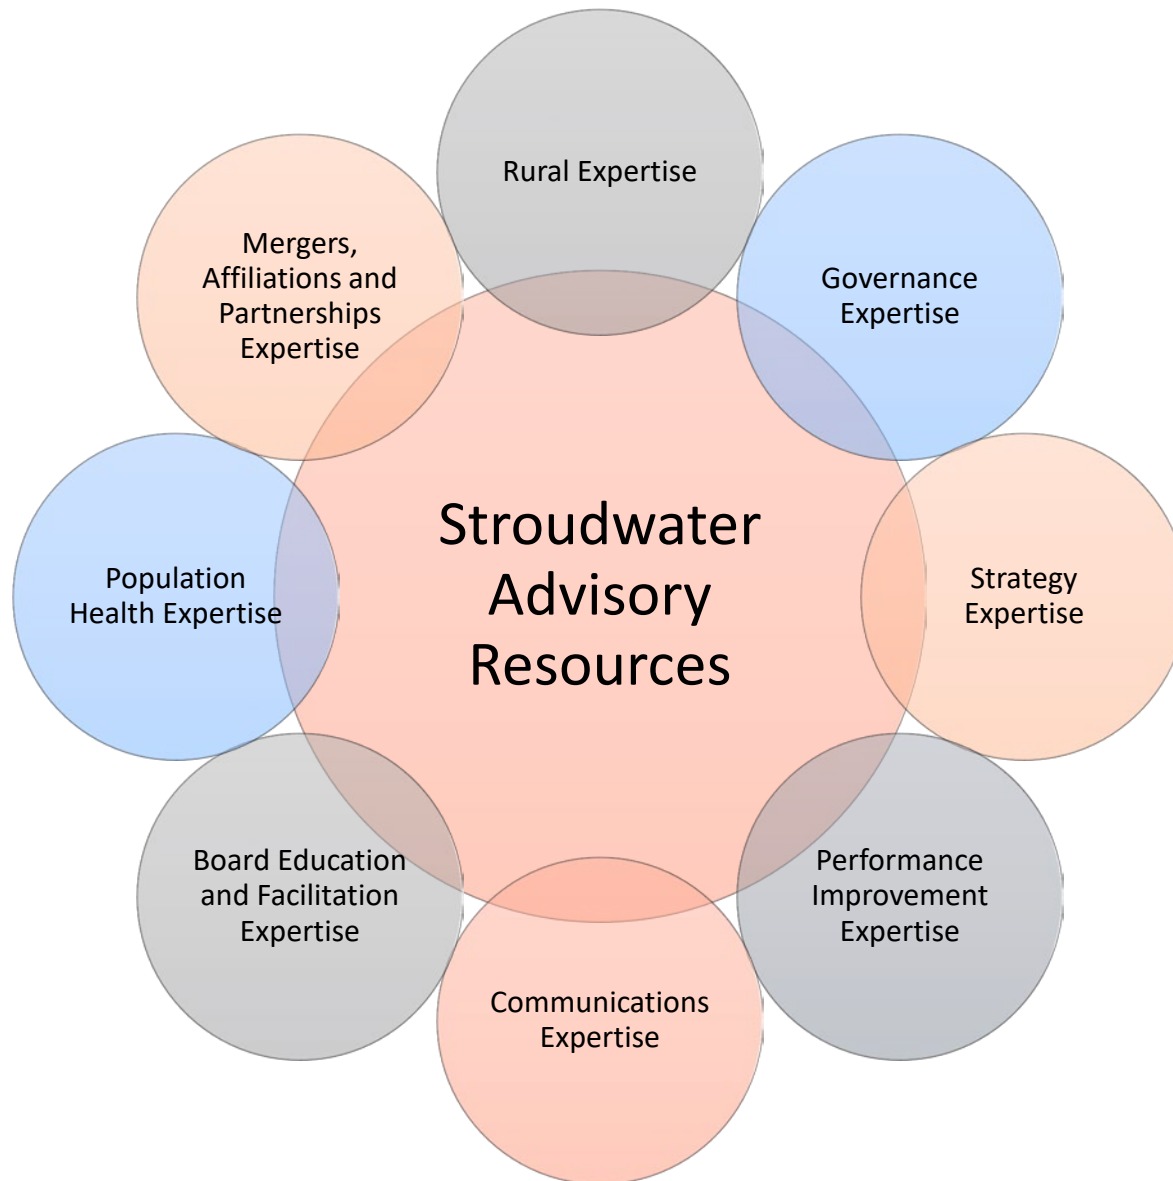 Rural Expertise
Governance
Expertise
Strategy
Expertise
Performance
Improvement
Expertise
Communications
Expertise
Board Education
and Facilitation
Expertise
Population
Health Expertise
Mergers,
Affiliations and
Partnerships
Expertise
Stroudwater
Advisory
Resources